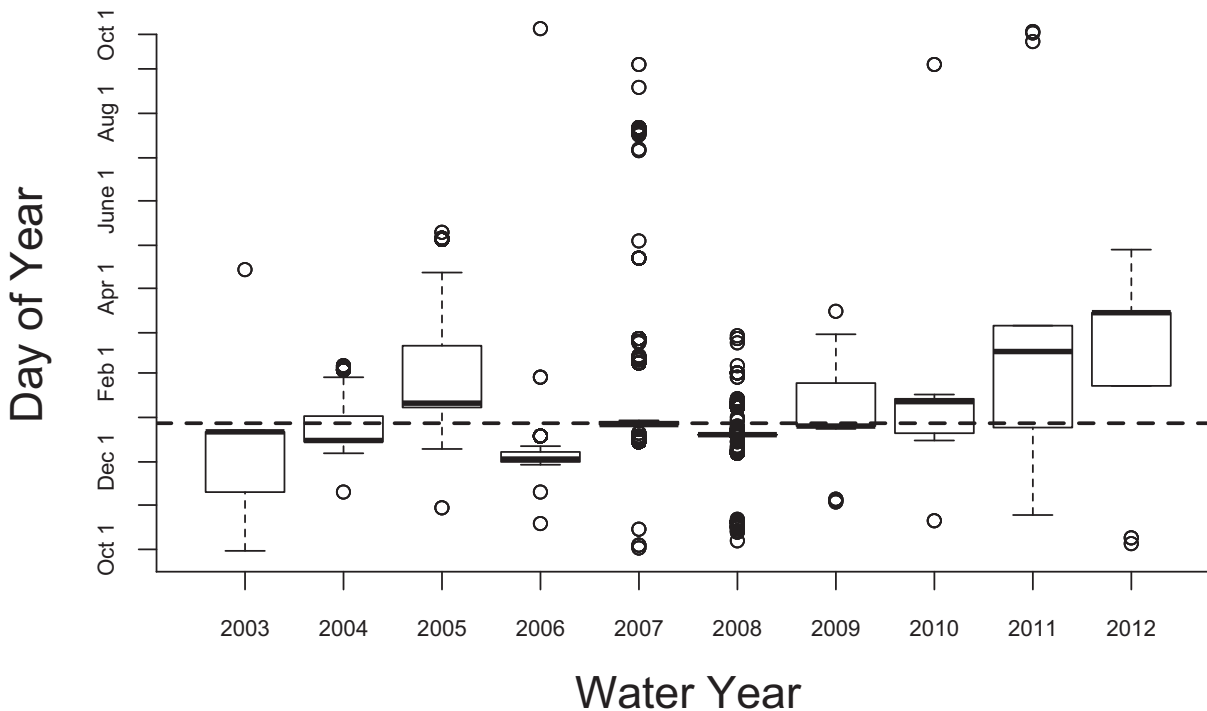 Day of Year
Oct 1
Aug 1
June 1
Apr 1
Feb 1
Dec 1
Oct 1
2003 2004 2005 2006 2007 2008 2009 2010 2011 2012
Water Year